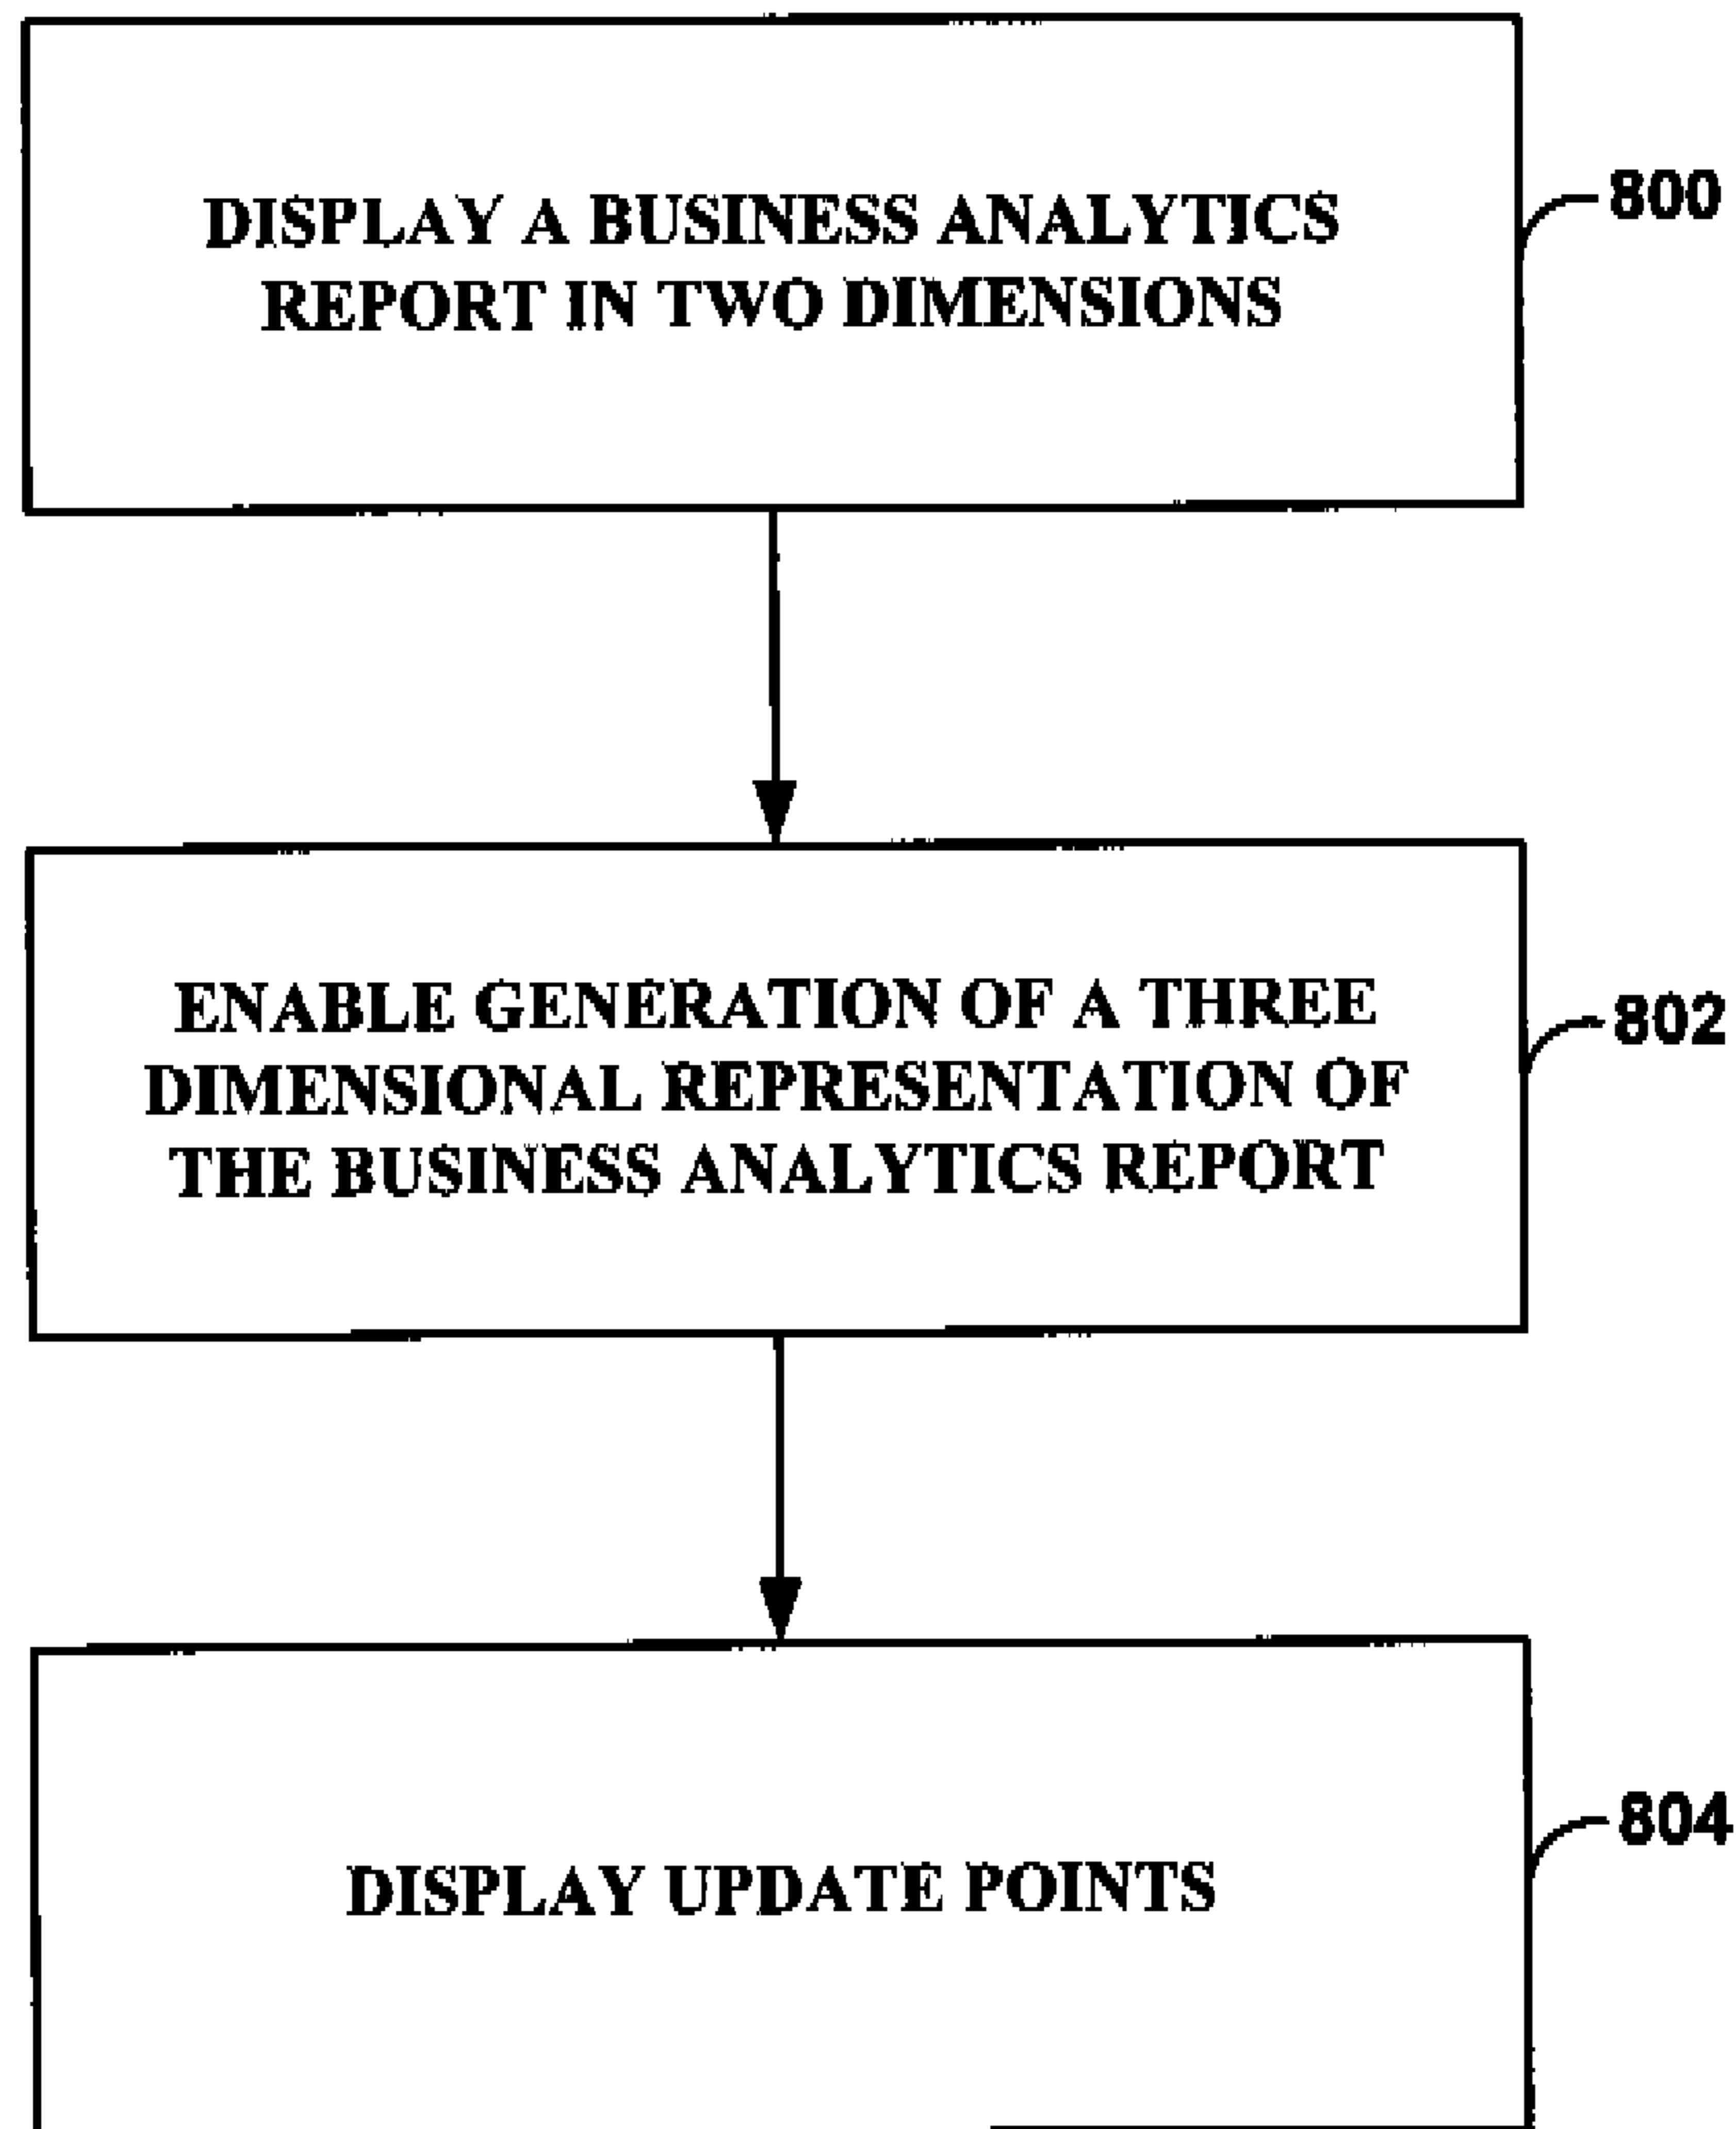 DISPLAY A BUSINESS ANALYTICS
REPORT IN TWO DIMENSIONS
800
ENABLE GENERATION OF A THREE
DIMENSIONAL REPRESENTATION OF
THE BUSINESS ANALYTICS REPORT
802
DISPLAY UPDATE POINTS
804